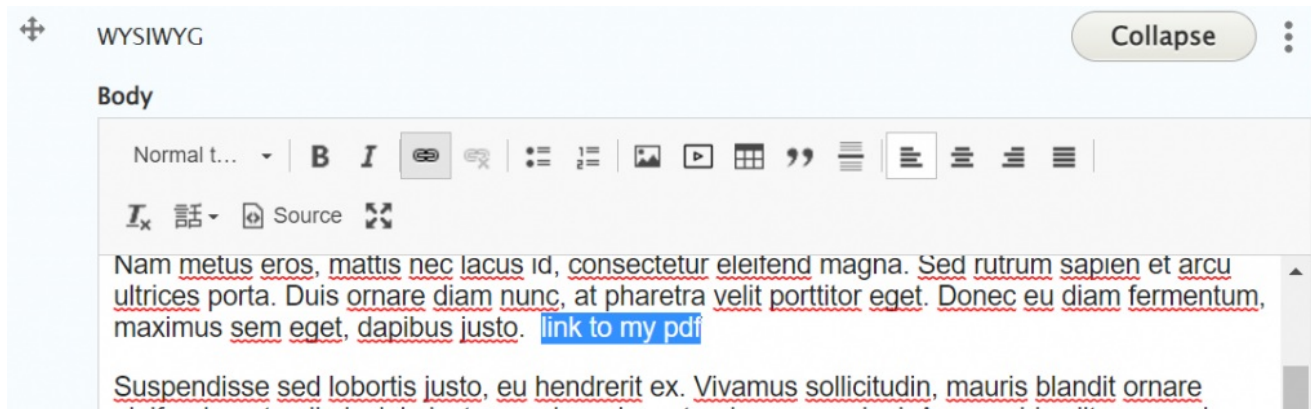 WYSIWYG
Collapse
Body
Normal t...
B I
話
Source
Nam metus eros, mattis nec lacus id, consectetur eleifend magna. Sed rutrum sapien et arcu
ultrices porta. Duis ornare diam nunc, at pharetra velit porttitor eget. Donec eu diam fermentum,
maximus sem eget, dapibus justo. link to my pdf
Suspendisse sed lobortis justo, eu hendrerit ex. Vivamus sollicitudin, mauris blandit ornare